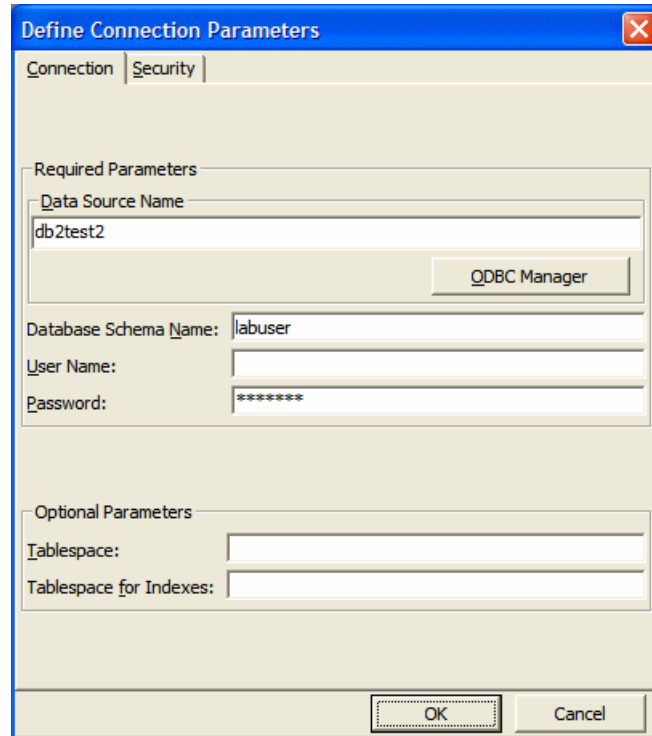 Define Connection Parameters
Connection Security
Required Parameters
Data Source Name
db2test2
ODBC Manager
Database Schema Name: labuser
User Name:
Password: *******
Optional Parameters
Tablespace:
Tablespace for Indexes:
OK Cancel